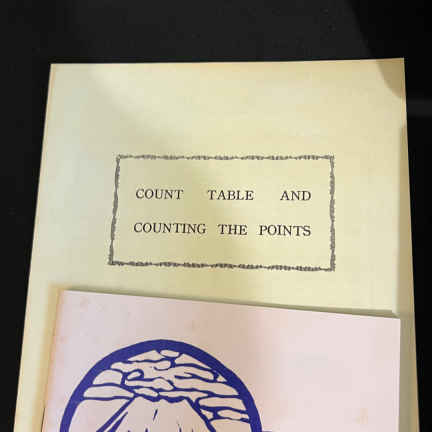 COUNT TABLE AND
COUNTING THE POINTS